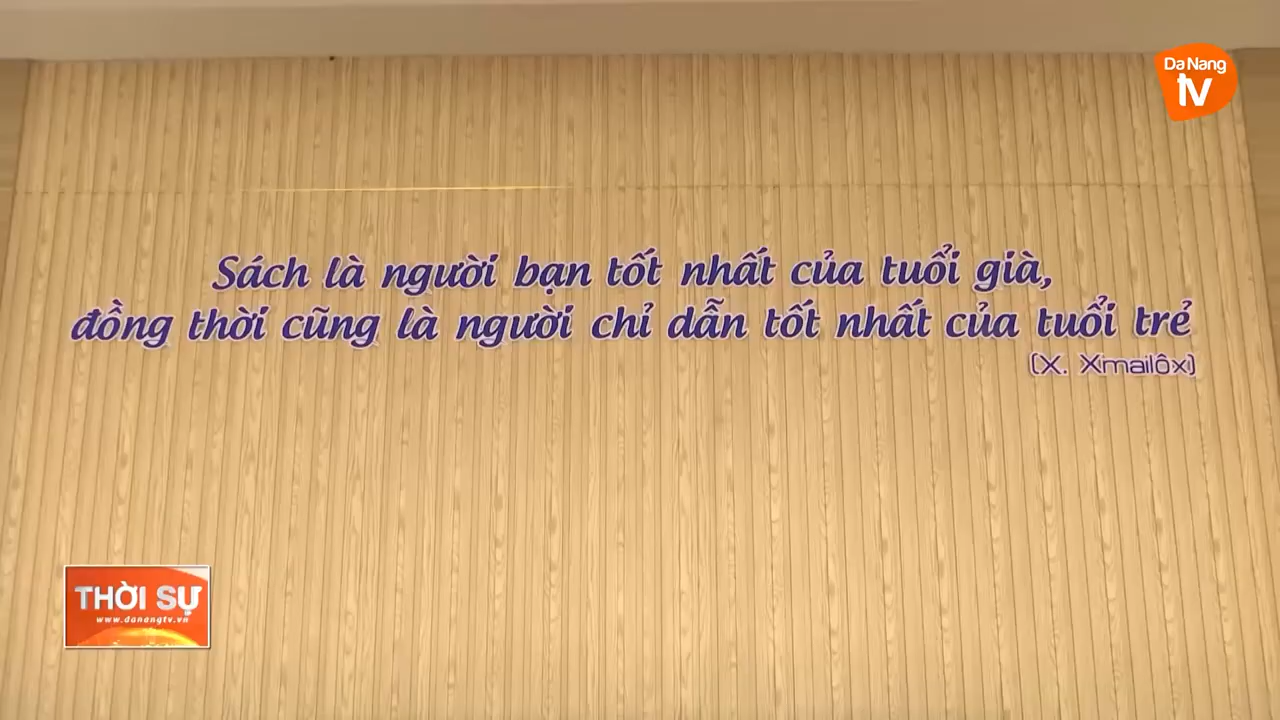 Da Nang
tv
Sách là người bạn tốt nhất của tuổi già,
đồng thời cũng là người chỉ dẫn tốt nhất của tuổi trẻ
(X. Xmailôxi)
THỜI SỰ
www.danangtv.vn